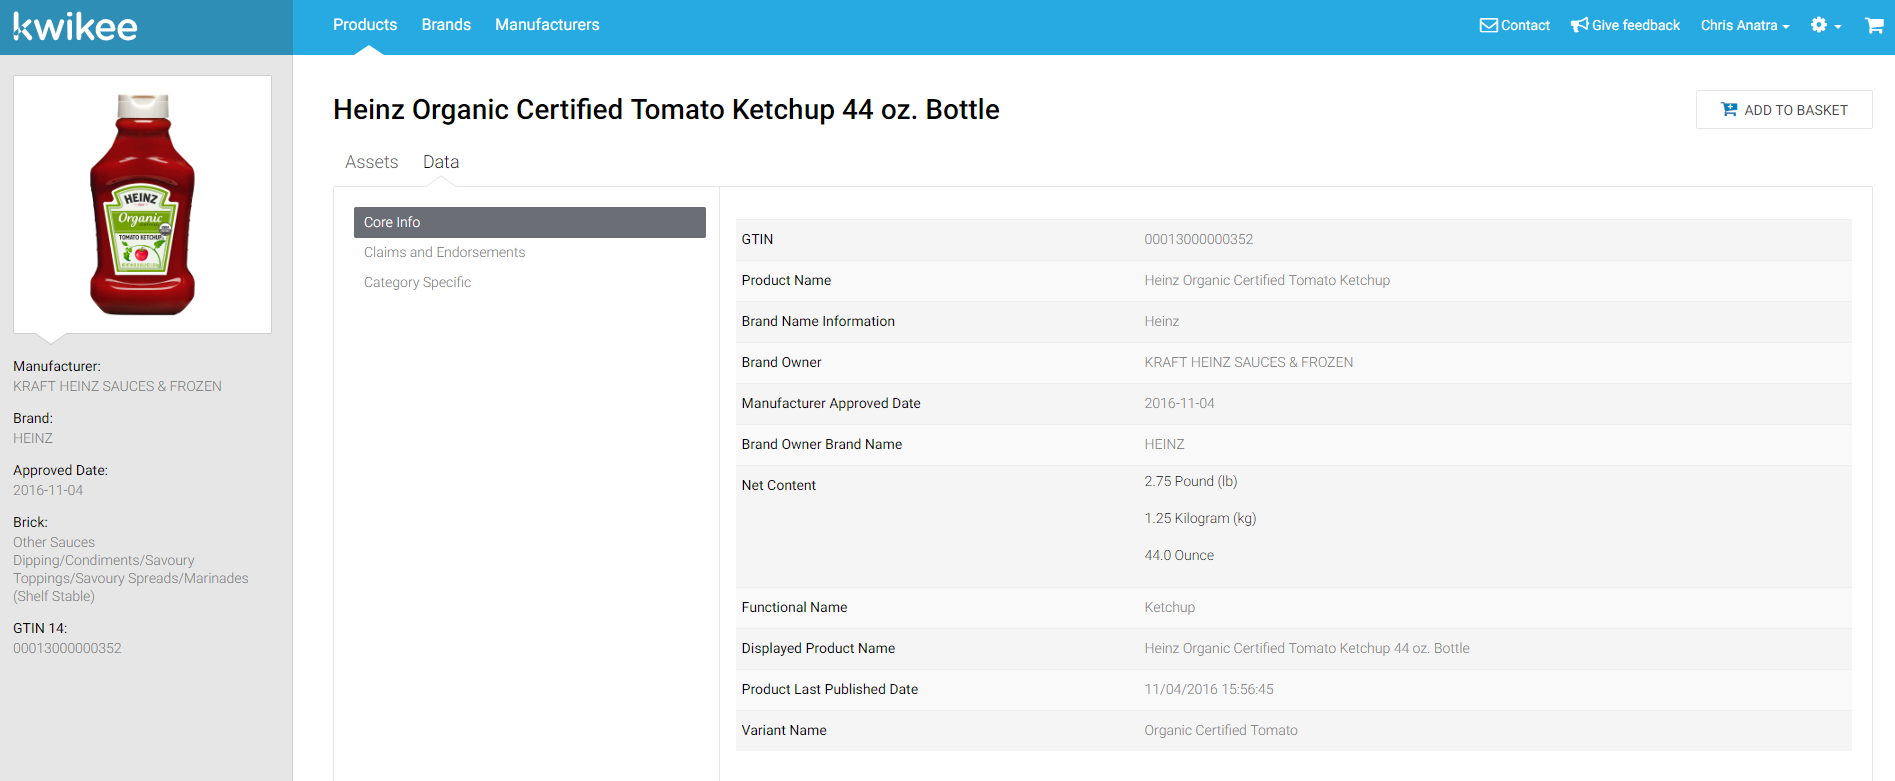 kwikee
Products Brands Manufacturers
Contact Give feedback Chris Anatra
HEINZ
Organic
TOMATO KETCHUP
Manufacturer:
KRAFT HEINZ SAUCES & FROZEN
Brand:
HEINZ
Approved Date:
2016-11-04
Brick:
Other Sauces
Dipping/Condiments/Savoury
Toppings/Savoury Spreads/Marinades
(Shelf Stable)
GTIN 14:
00013000000352
Heinz Organic Certified Tomato Ketchup 44 oz. Bottle
ADD TO BASKET
Assets Data
Core Info
Claims and Endorsements
Category Specific
GTIN 00013000000352
Product Name Heinz Organic Certified Tomato Ketchup
Brand Name Information Heinz
Brand Owner KRAFT HEINZ SAUCES & FROZEN
Manufacturer Approved Date 2016-11-04
Brand Owner Brand Name HEINZ
Net Content 2.75 Pound (lb)
1.25 Kilogram (kg)
44.0 Ounce
Functional Name Ketchup
Displayed Product Name Heinz Organic Certified Tomato Ketchup 44 oz. Bottle
Product Last Published Date 11/04/2016 15:56:45
Variant Name Organic Certified Tomato